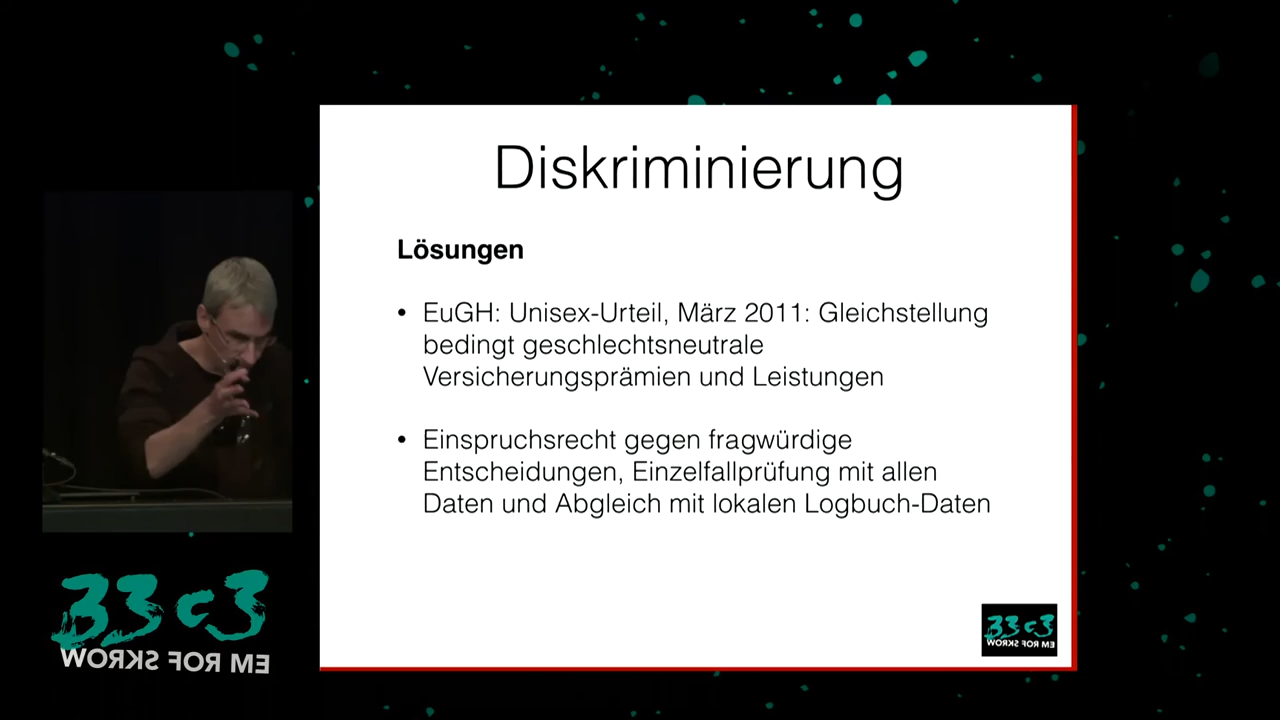 Diskriminierung
Lösungen
• EuGH: Unisex-Urteil, März 2011: Gleichstellung
bedingt geschlechtsneutrale
Versicherungsprämien und Leistungen
• Einspruchsrecht gegen fragwürdige
Entscheidungen, Einzelfallprüfung mit allen
Daten und Abgleich mit lokalen Logbuch-Daten
33c3
WORKS FOR ME
33c3
WORKS FOR ME